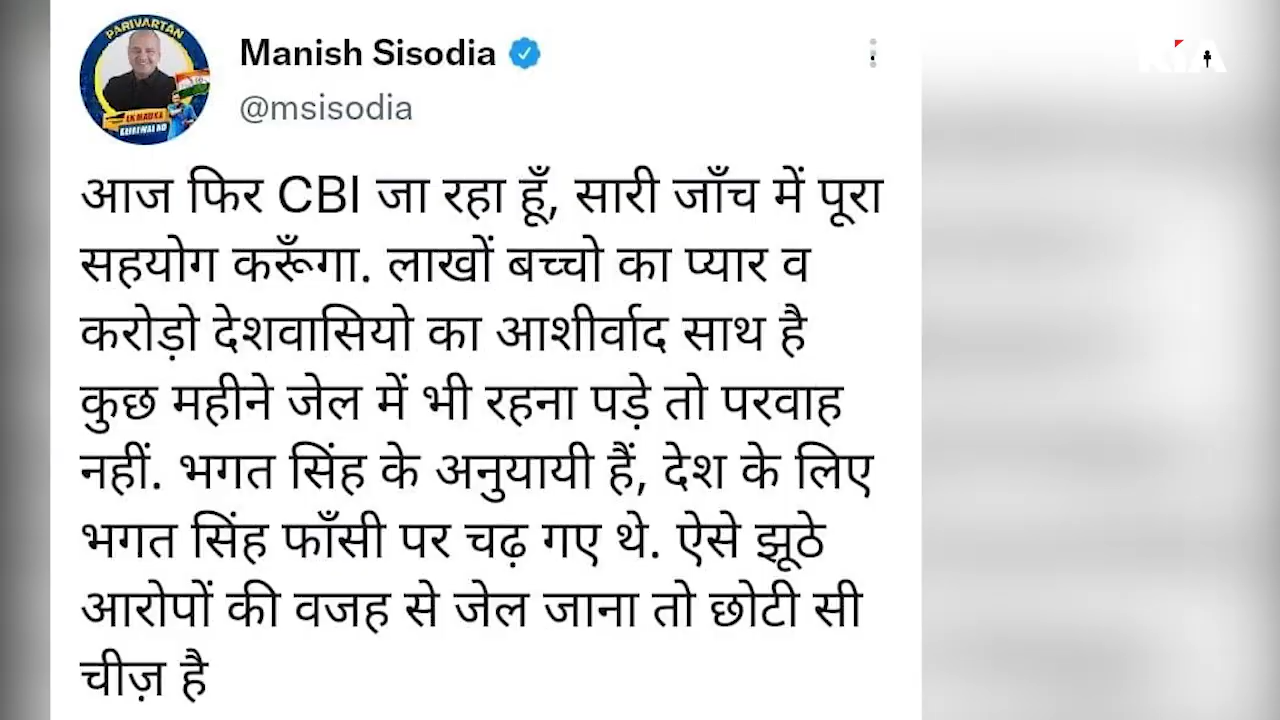 PARIVARTAN
Manish Sisodia
@msisodia
आज फिर CBI जा रहा हूँ, सारी जाँच में पूरा
सहयोग करूँगा. लाखों बच्चो का प्यार व
करोड़ो देशवासियो का आशीर्वाद साथ है
कुछ महीने जेल में भी रहना पड़े तो परवाह
नहीं. भगत सिंह के अनुयायी हैं, देश के लिए
भगत सिंह फाँसी पर चढ़ गए थे. ऐसे झूठे
आरोपों की वजह से जेल जाना तो छोटी सी
चीज़ है